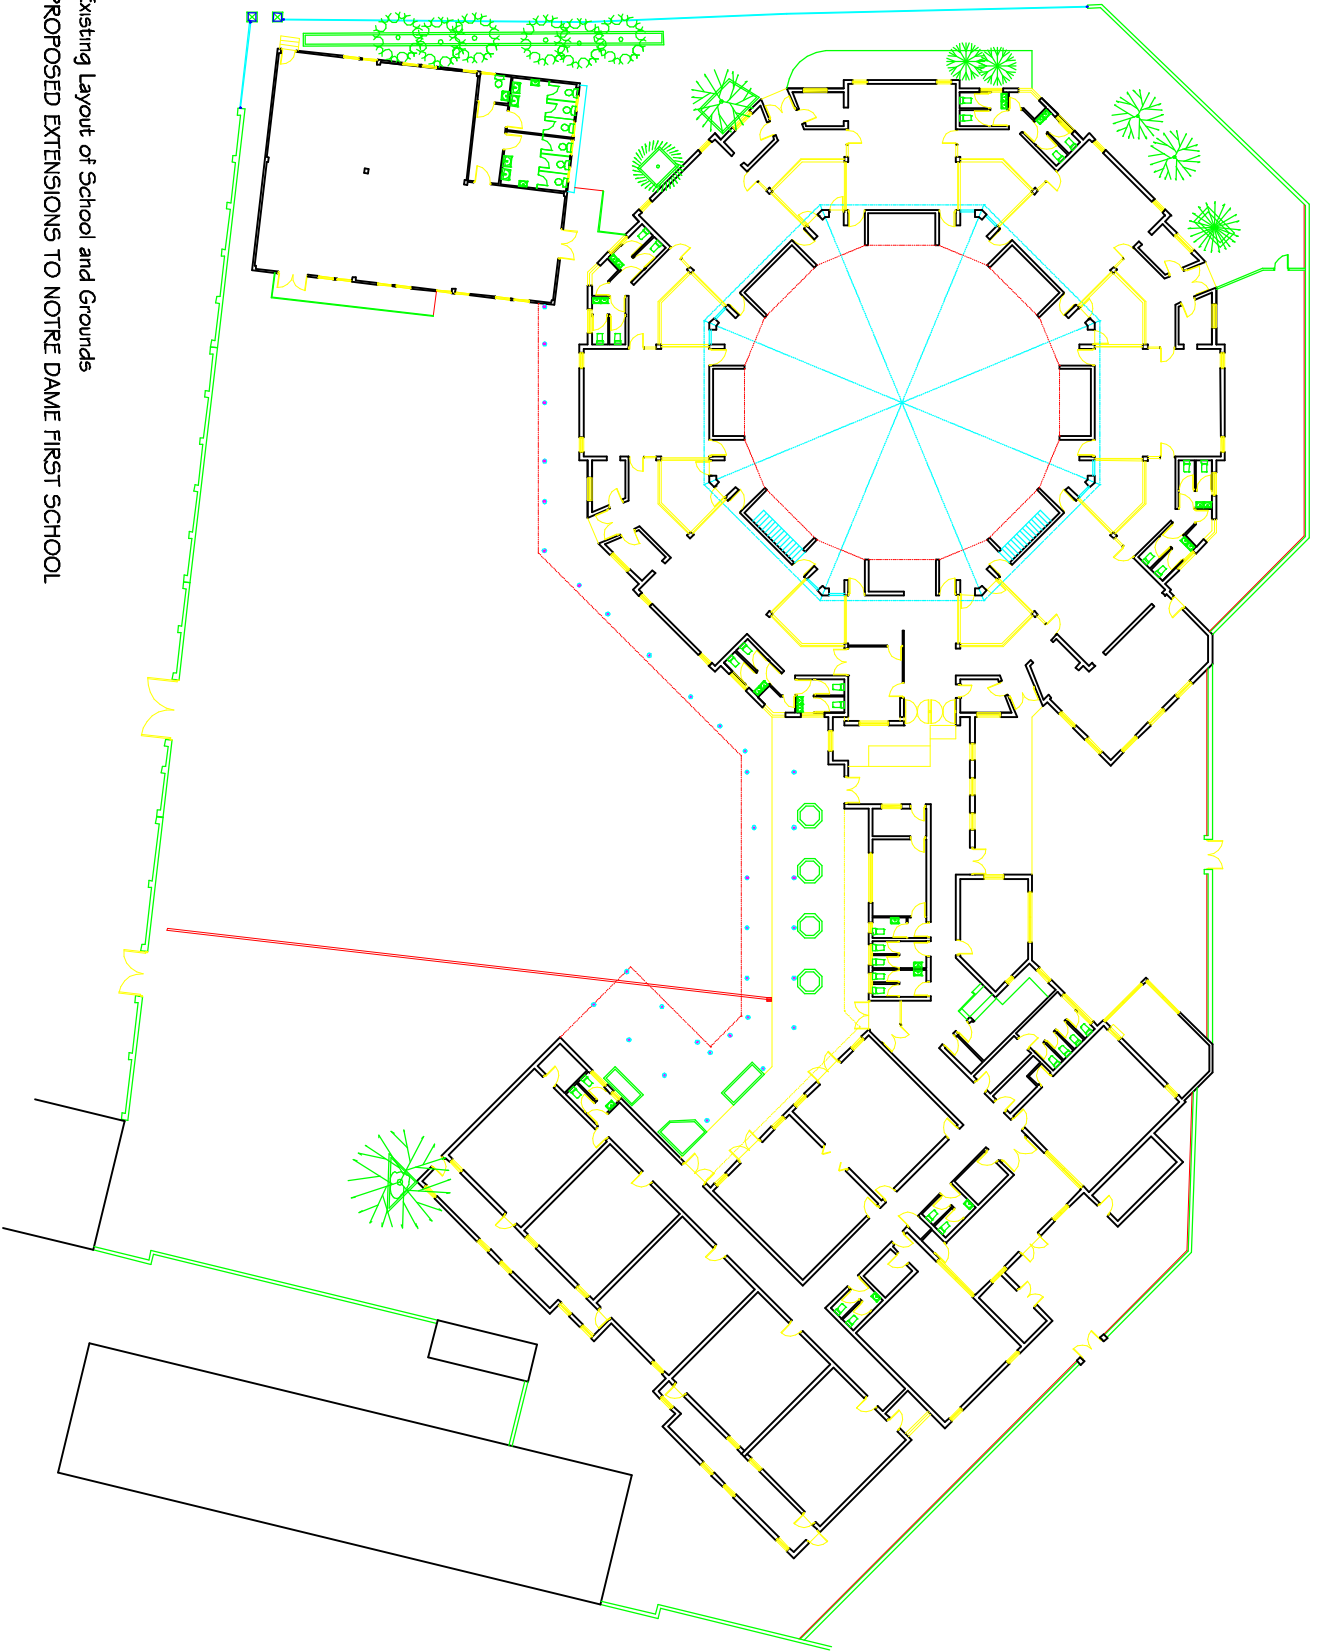 Existing Layout of School and Grounds
PROPOSED EXTENSIONS TO NOTRE DAME FIRST SCHOOL